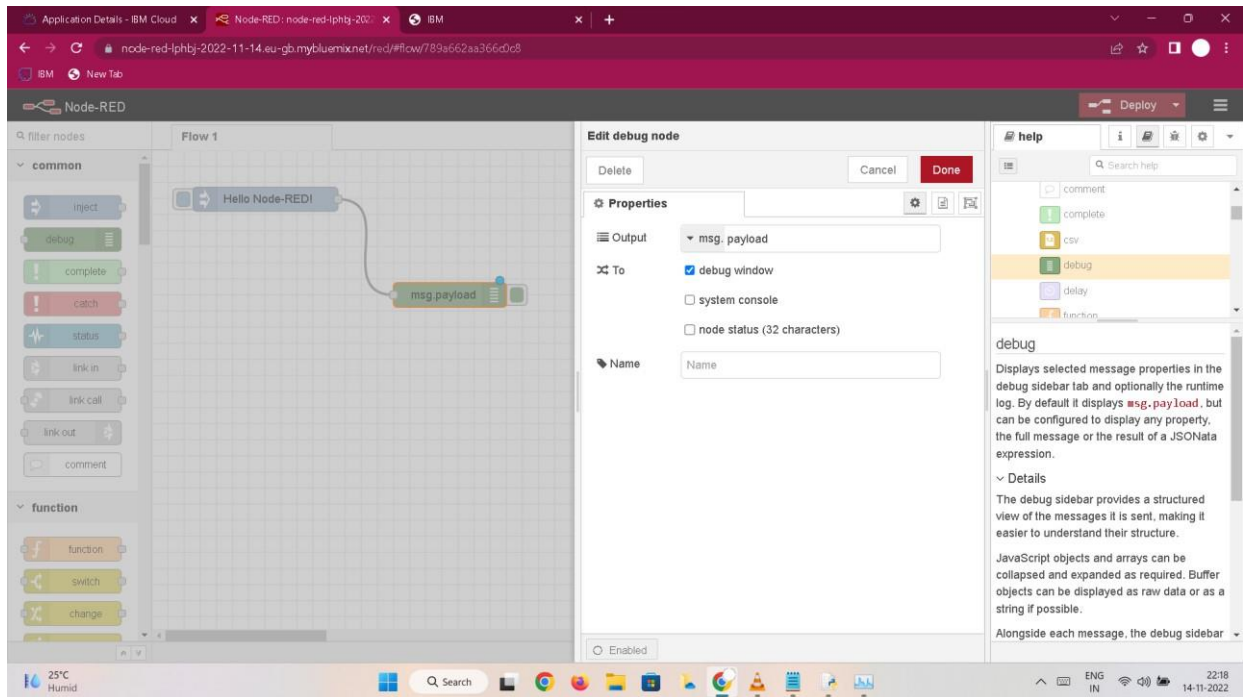 Application Details - IBM Cloud
Node-RED: node-red-lphbj-202
IBM
node-red-lphbj-2022-11-14.eu-gb.mybluemix.net/red/#flow/789a662aa366d0c8
IBM
New Tab
Node-RED
Deploy
filter nodes
Flow 1
Edit debug node
help
common
Delete
Cancel
Done
Search help
inject
Hello Node-RED!
Properties
comment
complete
debug
Output
msg. payload
csv
complete
To
debug window
debug
catch
msg.payload
system console
delay
status
node status (32 characters)
function
link in
Name
Name
debug
link call
Displays selected message properties in the
debug sidebar tab and optionally the runtime
log. By default it displays msg.payload, but
can be configured to display any property,
the full message or the result of a JSONata
expression.
link out
comment
Details
function
The debug sidebar provides a structured
view of the messages it is sent, making it
easier to understand their structure.
function
switch
JavaScript objects and arrays can be
collapsed and expanded as required. Buffer
objects can be displayed as raw data or as a
string if possible.
change
Alongside each message, the debug sidebar
Enabled
25°C
Humid
Search
ENG
IN
22:18
14-11-2022